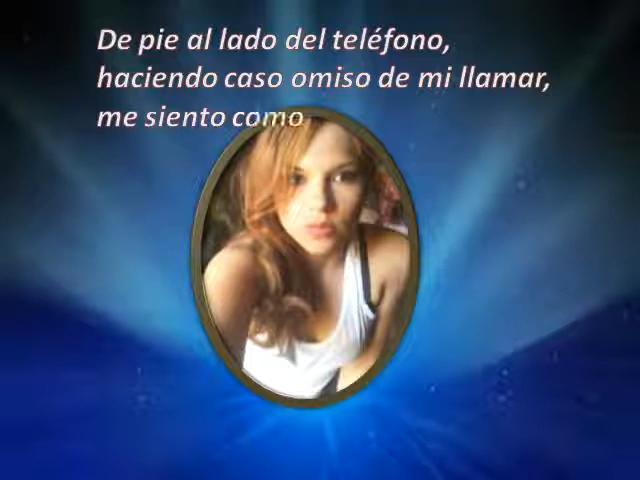 De pie al lado del teléfono,
haciendo caso omiso de mi llamar,
me siento como